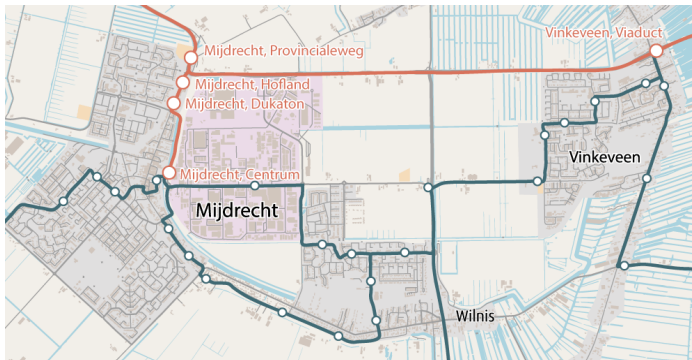 Vinkeveen, Viaduct
Mijdrecht, Provincialeweg
Mijdrecht, Hofland
Mijdrecht, Dukaton
Vinkeveen
Mijdrecht, Centrum
Mijdrecht
Wilnis